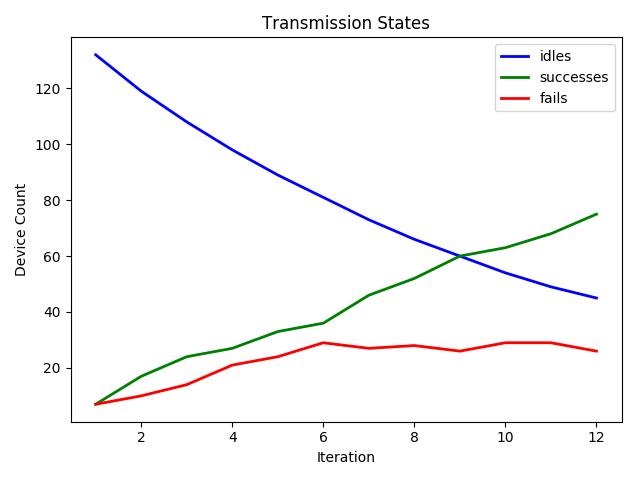 Transmission States
idles
successes
fails
Device Count
120
100
80
60
40
20
2 4 6 8 10 12
Iteration